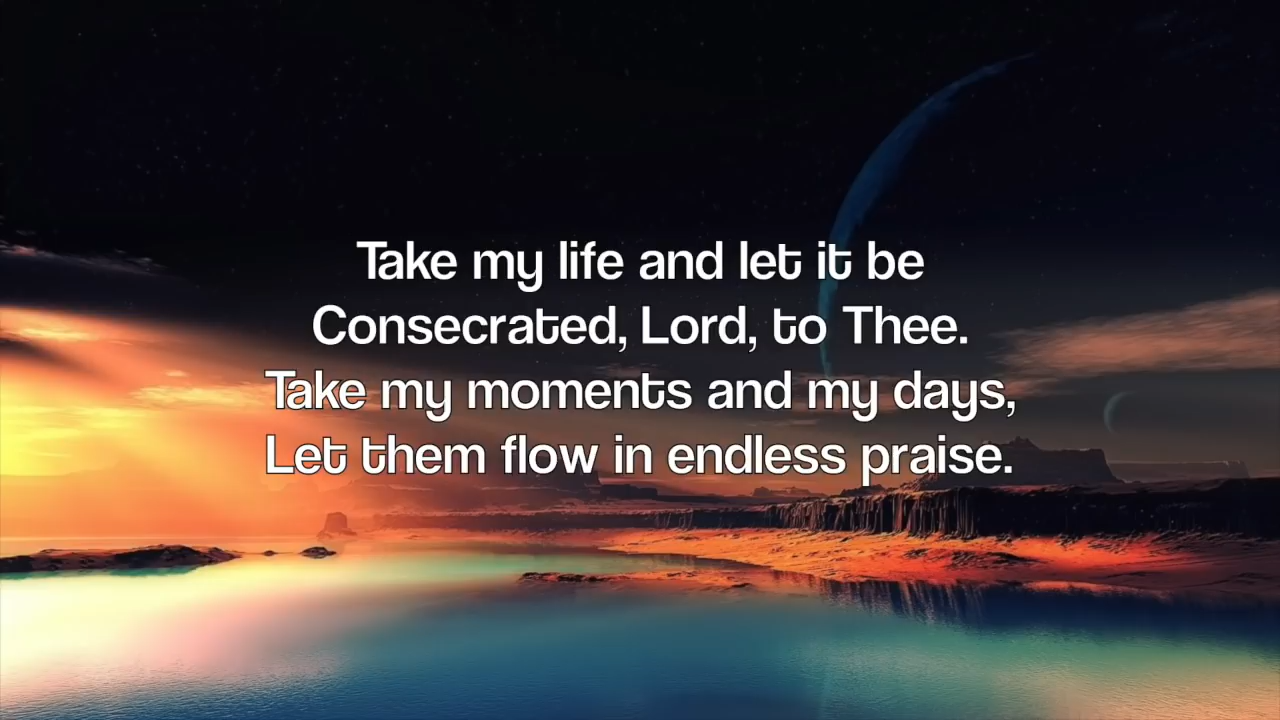 Take my life and let it be
Consecrated, Lord, to Thee.
Take my moments and my days,
Let them flow in endless praise.